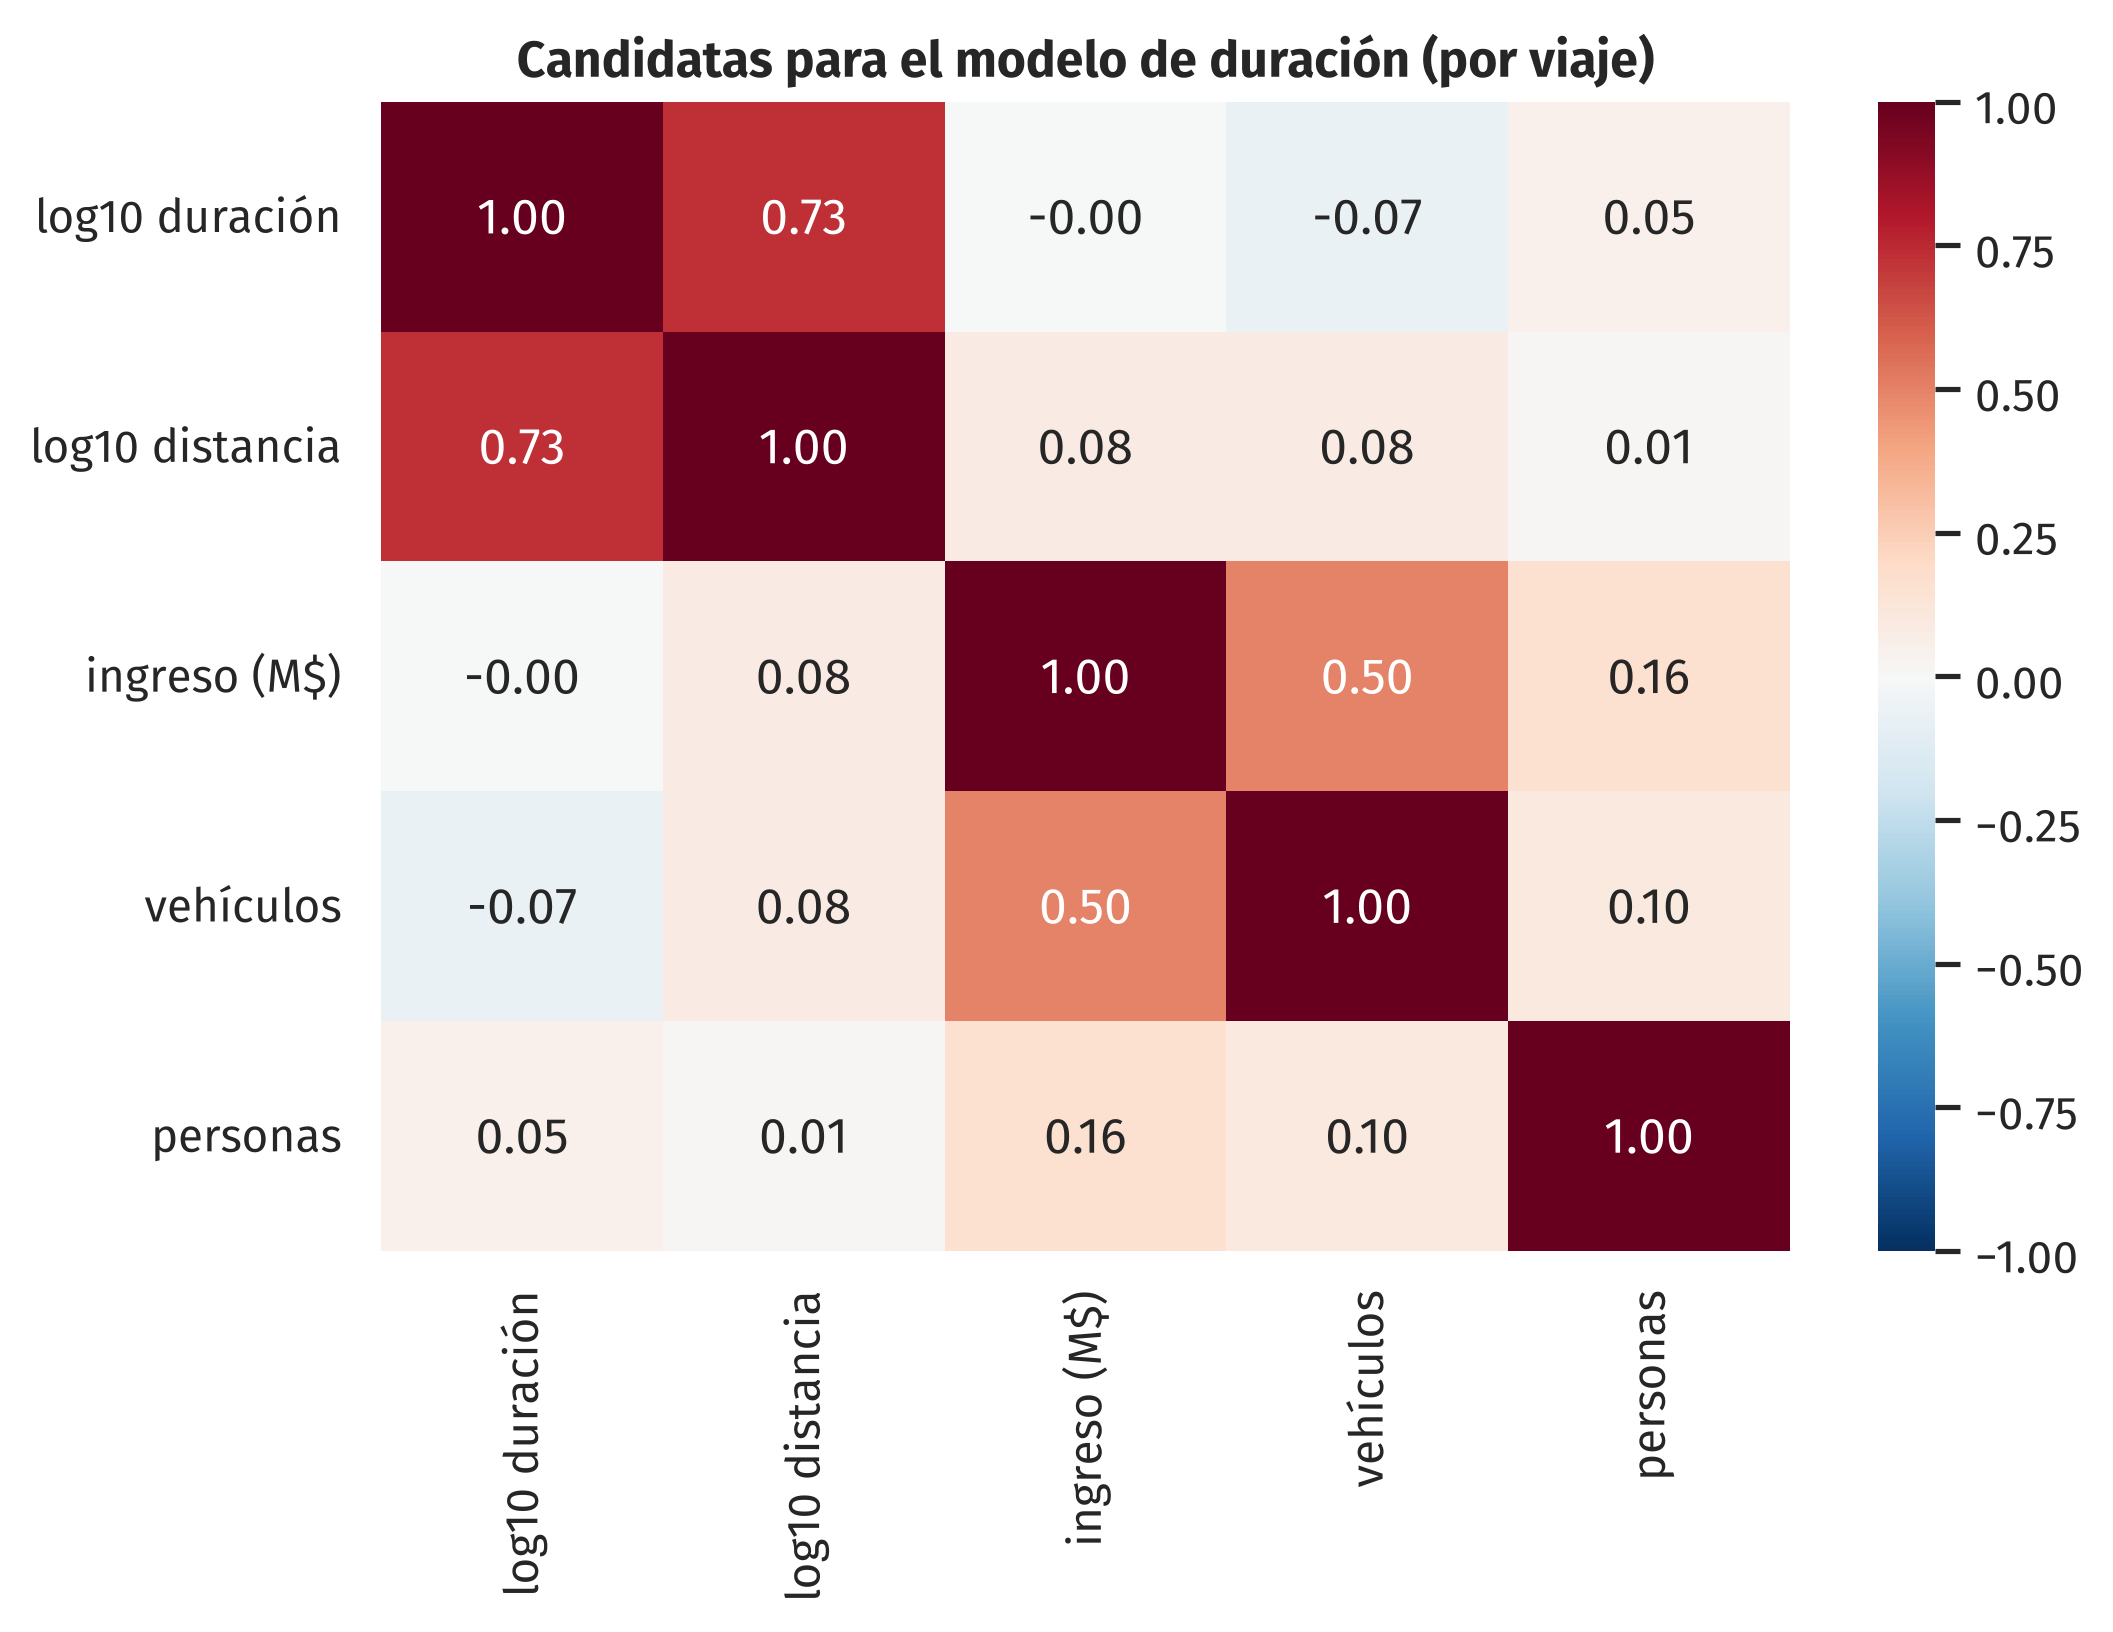 Candidatas para el modelo de duración (por viaje)
log10 duración 1.00 0.73 -0.00 -0.07 0.05
log10 distancia 0.73 1.00 0.08 0.08 0.01
ingreso (M$) -0.00 0.08 1.00 0.50 0.16
vehículos -0.07 0.08 0.50 1.00 0.10
personas 0.05 0.01 0.16 0.10 1.00
log10 duración
log10 distancia
ingreso (M$)
vehículos
personas
1.00
0.75
0.50
0.25
0.00
−0.25
−0.50
−0.75
−1.00